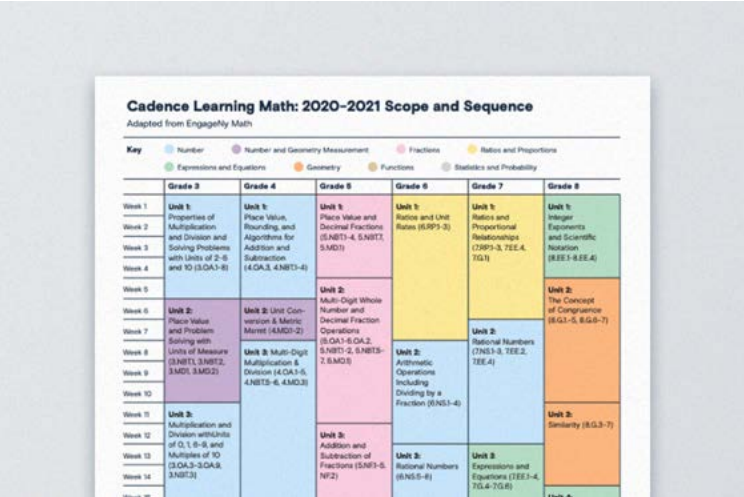 Cadence Learning Math: 2020-2021 Scope and Sequence
Adapted from EngageNy Math
Key
Number
Number and Geometry Measurement
Fractions
Ratios and Proportions
Expressions and Equations
Geometry
Functions
Statistics and Probability
Grade 3
Grade 4
Grade 5
Grade 6
Grade 7
Grade 8
Week 1
Week 2
Week 3
Week 4
Week 5
Week 6
Week 7
Week 8
Week 9
Week 10
Week 11
Week 12
Week 13
Week 14
Unit 1:
Properties of
Multiplication
and Division and
Solving Problems
with Units of 2-5
and 10 (3.OA.1-8)
Unit 2:
Place Value
and Problem
Solving with
Units of Measure
(3.NBT.1, 3.NBT.2,
3.MD.1, 3.MD.2)
Unit 3:
Multiplication and
Division withUnits
of 0, 1, 6-9, and
Multiples of 10
(3.OA.3-3.OA.9,
3.NBT.3)
Unit 1:
Place Value,
Rounding, and
Algorithms for
Addition and
Subtraction
(4.OA.3, 4.NBT.1-4)
Unit 2: Unit Con-
version & Metric
Msmt (4.MD.1-2)
Unit 3: Multi-Digit
Multiplication &
Division (4.OA.1-5,
4.NBT.5-6, 4.MD.3)
Unit 1:
Place Value and
Decimal Fractions
(5.NBT.1-4, 5.NBT.7,
5.MD.1)
Unit 2:
Multi-Digit Whole
Number and
Decimal Fraction
Operations
(5.OA.1-5.OA.2,
5.NBT.1-2, 5.NBT.5-
7, 5.MD.1)
Unit 3:
Addition and
Subtraction of
Fractions (5.NF.1-5.
NF.2)
Unit 1:
Ratios and Unit
Rates (6.RP.1-3)
Unit 2:
Arithmetic
Operations
Including
Dividing by a
Fraction (6.NS.1-4)
Unit 3:
Rational Numbers
(6.NS.5-8)
Unit 1:
Ratios and
Proportional
Relationships
(7.RP.1-3, 7.EE.4,
7.G.1)
Unit 2:
Rational Numbers
(7.NS.1-3, 7.EE.2,
7.EE.4)
Unit 3
Expressions and
Equations (7.EE.1-4,
7.G.4-7.G.6)
Unit 1:
Integer
Exponents
and Scientific
Notation
(8.EE.1-8.EE.4)
Unit 2:
The Concept
of Congruence
(8.G.1-5, 8.G.6-7)
Unit 3:
Similarity (8.G.3-7)